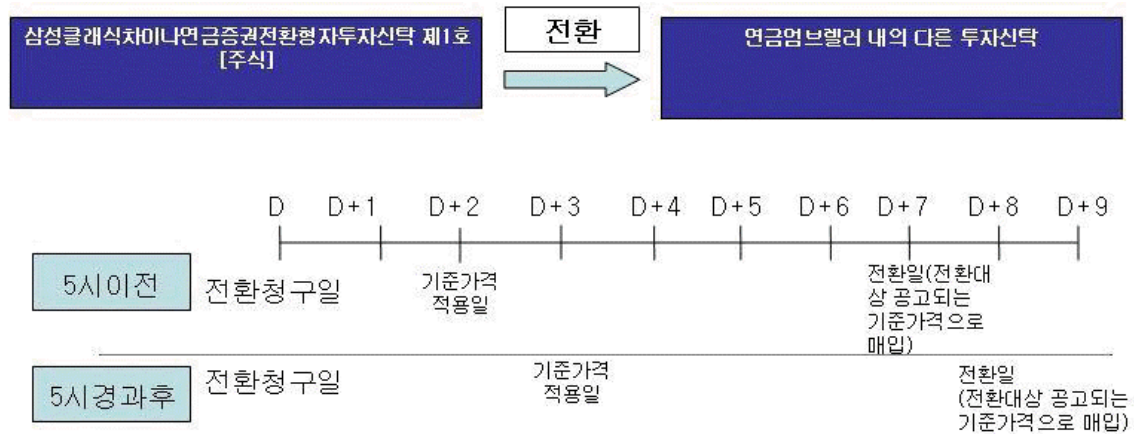 삼성클래식차이나연금증권전환형자투자신탁 제1호
[주식]
전환
연금엄브렐러 내의 다른 투자신탁
D D+1 D+2 D+3 D+4 D+5 D+6 D+7 D+8 D+9
5시이전
전환청구일
기준가격
적용일
전환일(전환대
상 공고되는
기준가격으로
매입)
5시경과후
전환청구일
기준가격
적용일
전환일
(전환대상 공고되는
기준가격으로 매입)